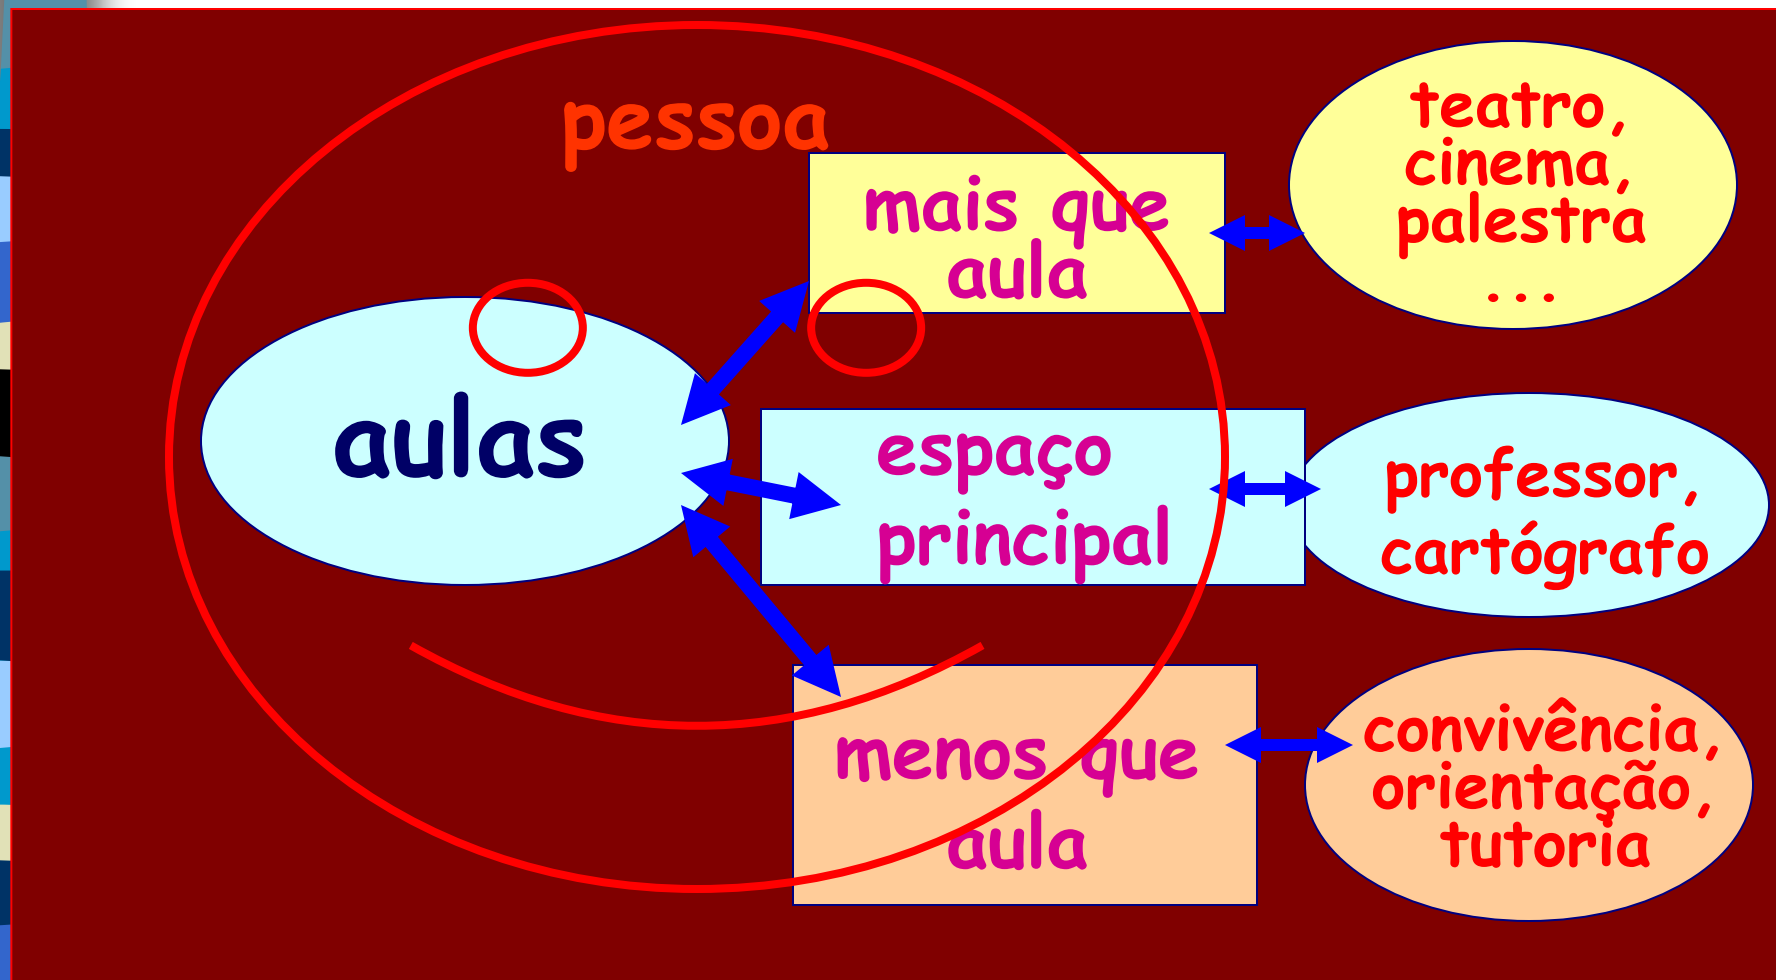 pessoa
mais que
aula
teatro,
cinema,
palestra
...
aulas
espaço
principal
professor,
cartógrafo
menos que
aula
convivência,
orientação,
tutoria